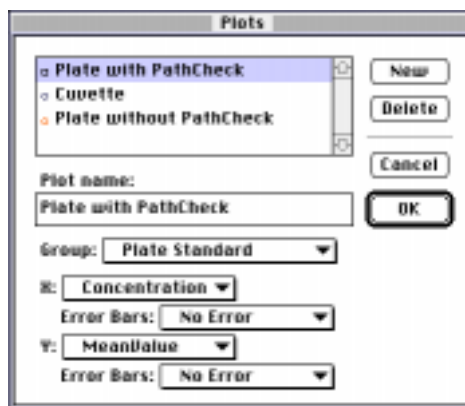 Plots
Plate with PathCheck
Cuvette
Plate without PathCheck
New
Delete
Cancel
OK
Plot name:
Plate with PathCheck
Group: Plate Standard
X: Concentration
Error Bars: No Error
Y: MeanValue
Error Bars: No Error